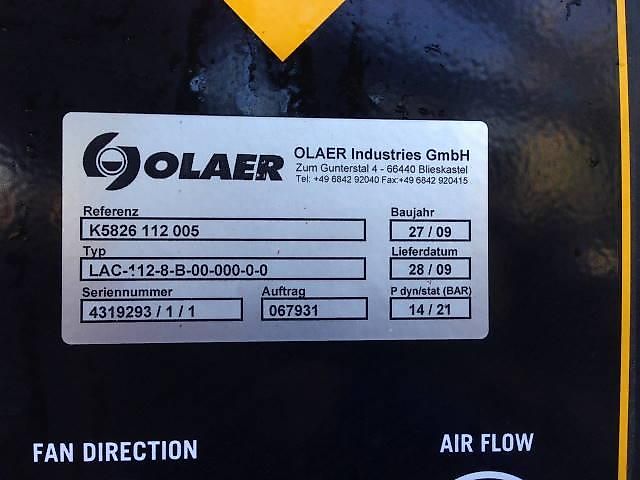 OLAER
OLAER Industries GmbH
Zum Gunterstal 4 - 66440 Blieskastel
Tel: +49 6842 92040 Fax:+49 6842 920415
Referenz
K5826 112 005
Baujahr
27 / 09
Typ
LAC-112-8-B-00-000-0-0
Lieferdatum
28 / 09
Seriennummer
4319293 / 1 / 1
Auftrag
067931
P dyn/stat (BAR)
14 / 21
FAN DIRECTION
AIR FLOW